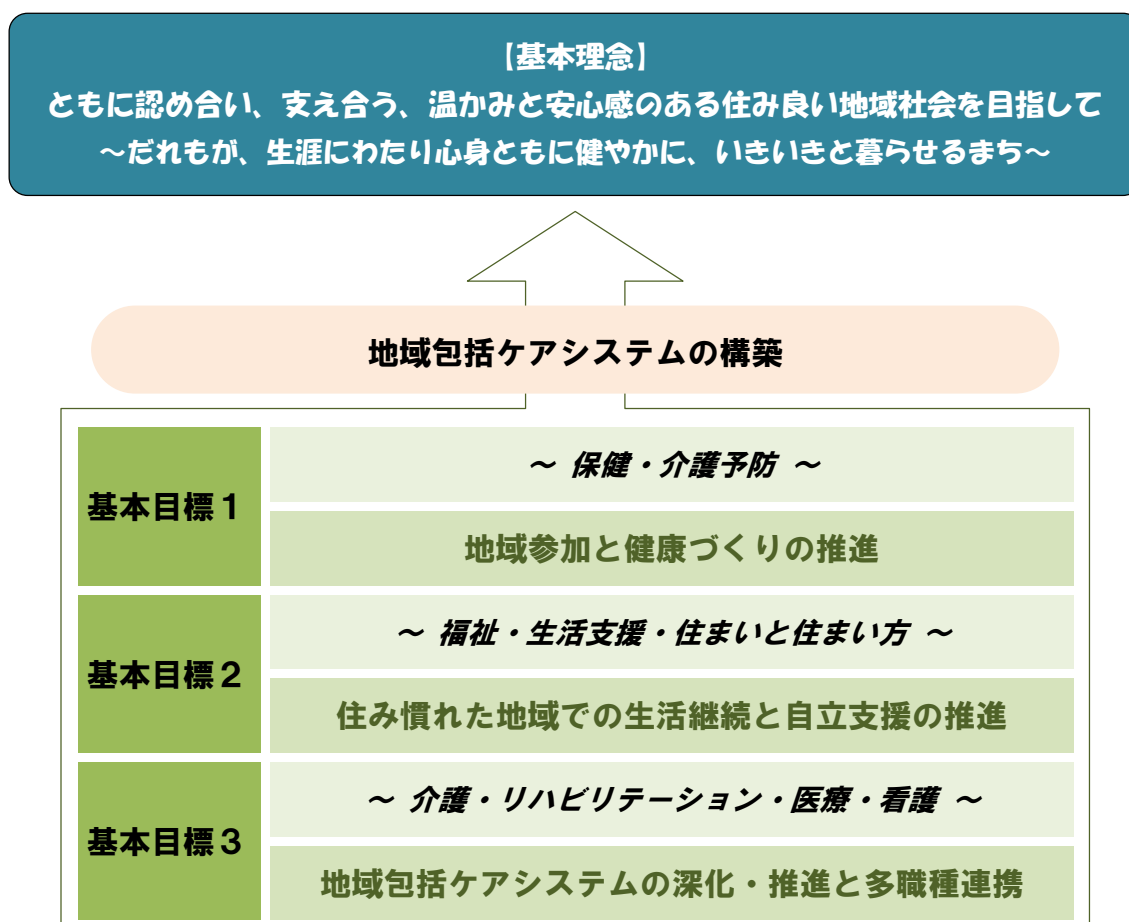 【基本理念】
ともに認め合い、支え合う、温かみと安心感のある住み良い地域社会を目指して
～だれもが、生涯にわたり心身ともに健やかに、いきいきと暮らせるまち～
地域包括ケアシステムの構築
基本目標１
～ 保健・介護予防 ～
地域参加と健康づくりの推進
基本目標２
～ 福祉・生活支援・住まいと住まい方 ～
住み慣れた地域での生活継続と自立支援の推進
基本目標３
～ 介護・リハビリテーション・医療・看護 ～
地域包括ケアシステムの深化・推進と多職種連携